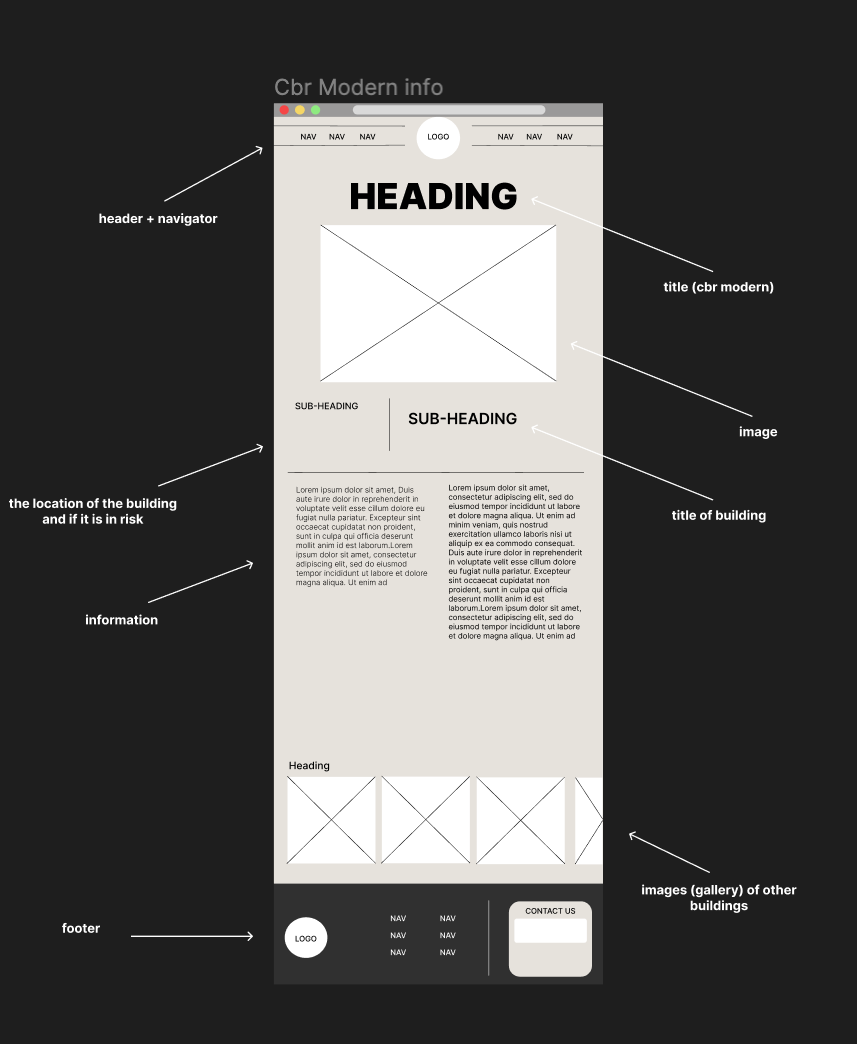 Cbr Modern info
NAV NAV NAV LOGO NAV NAV NAV
header + navigator
HEADING
title (cbr modern)
image
SUB-HEADING
SUB-HEADING
the location of the building
and if it is in risk
title of building
Lorem ipsum dolor sit amet, Duis
aute irure dolor in reprehenderit in
voluptate velit esse cillum dolore eu
fugiat nulla pariatur. Excepteur sint
occaecat cupidatat non proident,
sunt in culpa qui officia deserunt
mollit anim id est laborum.Lorem
ipsum dolor sit amet, consectetur
adipiscing elit, sed do eiusmod
tempor incididunt ut labore et dolore
magna aliqua. Ut enim ad
Lorem ipsum dolor sit amet,
consectetur adipiscing elit, sed do
eiusmod tempor incididunt ut labore
et dolore magna aliqua. Ut enim ad
minim veniam, quis nostrud
exercitation ullamco laboris nisi ut
aliquip ex ea commodo consequat.
Duis aute irure dolor in reprehenderit
in voluptate velit esse cillum dolore
eu fugiat nulla pariatur. Excepteur
sint occaecat cupidatat non
proident, sunt in culpa qui officia
deserunt mollit anim id est
laborum.Lorem ipsum dolor sit amet,
consectetur adipiscing elit, sed do
eiusmod tempor incididunt ut labore
et dolore magna aliqua. Ut enim ad
information
Heading
images (gallery) of other
buildings
footer
LOGO
NAV NAV
NAV NAV
NAV NAV
CONTACT US